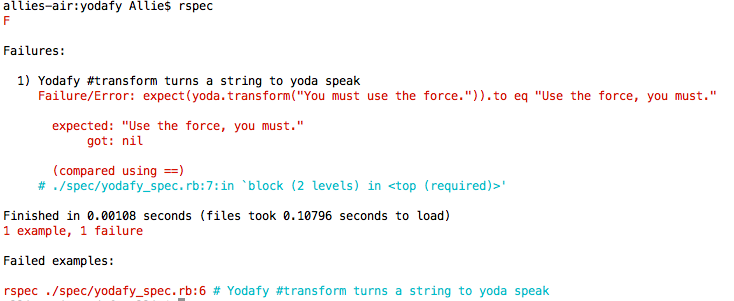 allies-air:yodafy Allie$ rspec
F
Failures:
1) Yodafy #transform turns a string to yoda speak
Failure/Error: expect(yoda.transform("You must use the force.")).to eq "Use the force, you must."
expected: "Use the force, you must."
got: nil
(compared using ==)
# ./spec/yodafy_spec.rb:7:in `block (2 levels) in <top (required)>'
Finished in 0.00108 seconds (files took 0.10796 seconds to load)
1 example, 1 failure
Failed examples:
rspec ./spec/yodafy_spec.rb:6 # Yodafy #transform turns a string to yoda speak